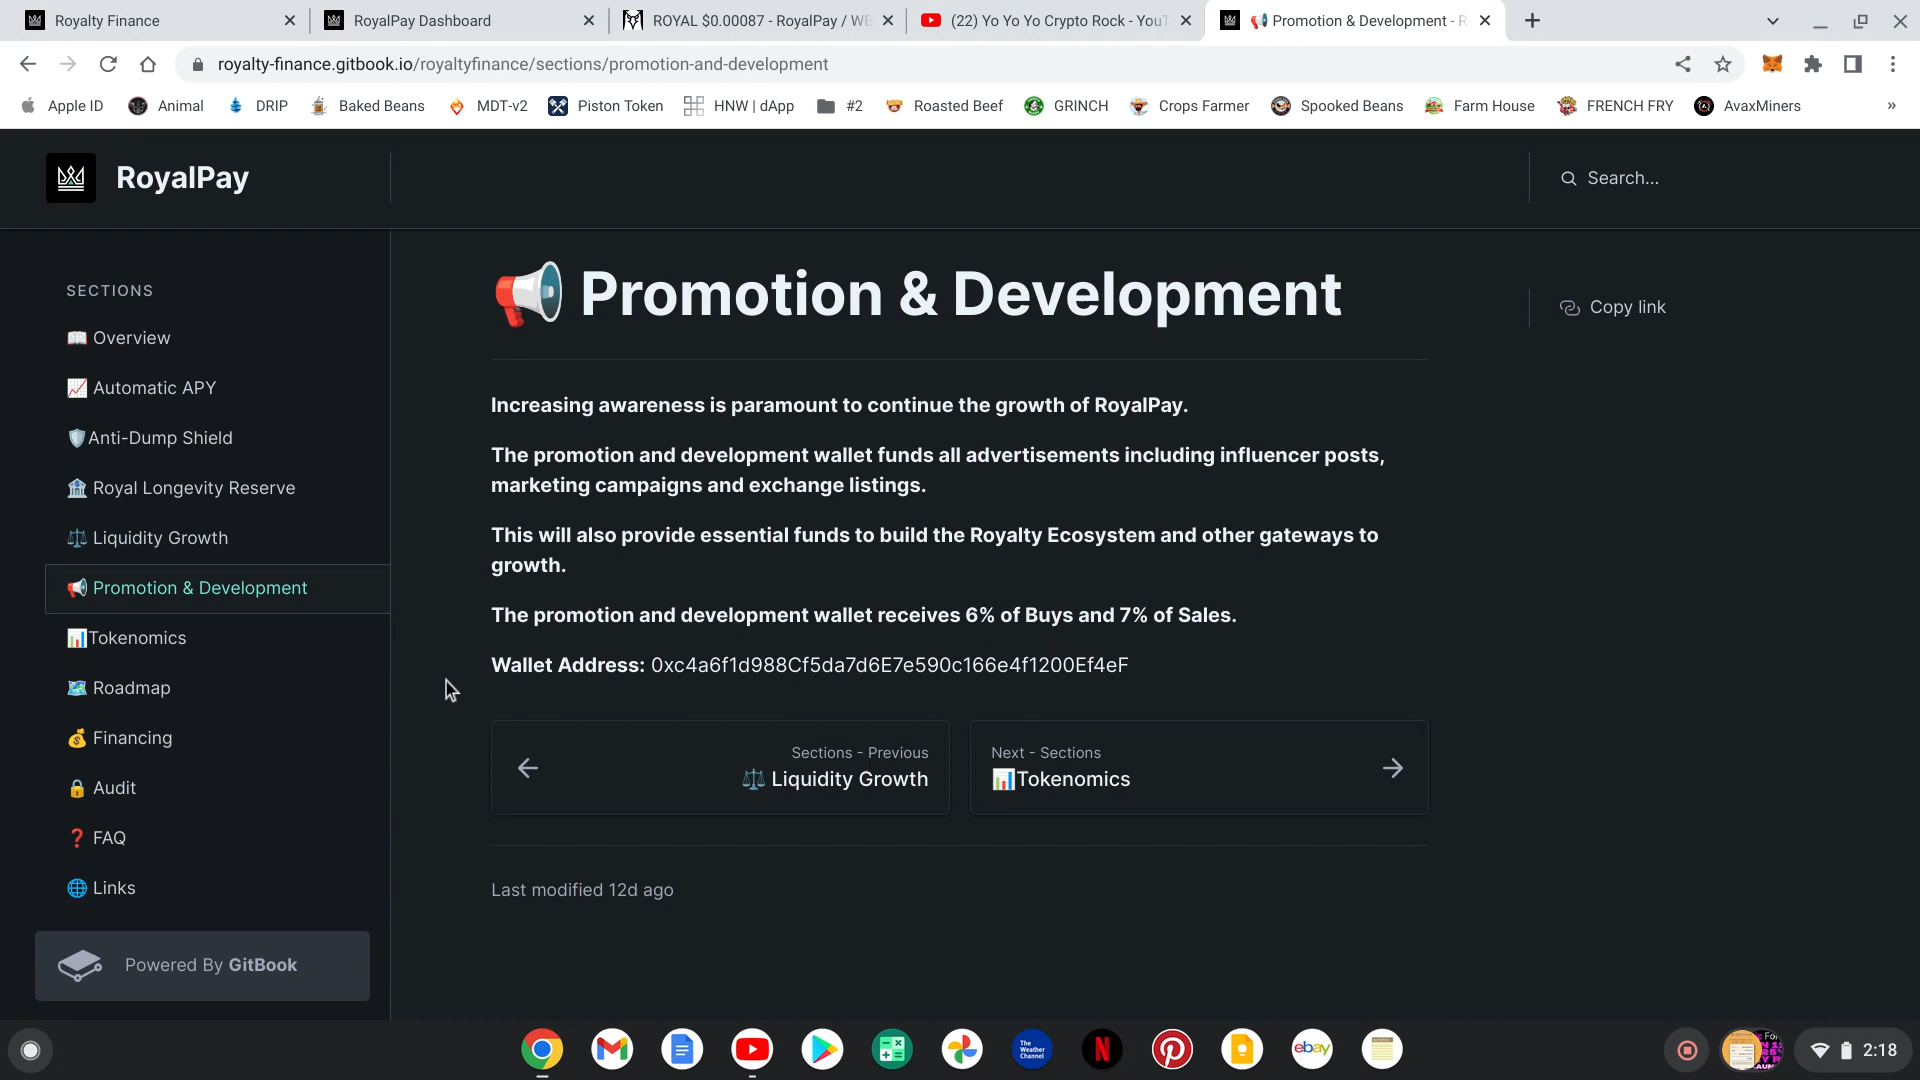 Royalty Finance
RoyalPay Dashboard
ROYAL $0.00087 - RoyalPay / WB
(22) Yo Yo Yo Crypto Rock - YouT
📢 Promotion & Development - R
royalty-finance.gitbook.io/royaltyfinance/sections/promotion-and-development
Apple ID
Animal
DRIP
Baked Beans
MDT-v2
Piston Token
HNW | dApp
#2
Roasted Beef
GRINCH
Crops Farmer
Spooked Beans
Farm House
FRENCH FRY
AvaxMiners
»
RoyalPay
Search...
SECTIONS
📖 Overview
📈 Automatic APY
🛡️Anti-Dump Shield
🏦 Royal Longevity Reserve
⚖️ Liquidity Growth
📢 Promotion & Development
📊Tokenomics
🗺️ Roadmap
💰 Financing
🔒 Audit
❓ FAQ
🌐 Links
Powered By GitBook
📢 Promotion & Development
Copy link
Increasing awareness is paramount to continue the growth of RoyalPay.
The promotion and development wallet funds all advertisements including influencer posts,
marketing campaigns and exchange listings.
This will also provide essential funds to build the Royalty Ecosystem and other gateways to
growth.
The promotion and development wallet receives 6% of Buys and 7% of Sales.
Wallet Address: 0xc4a6f1d988Cf5da7d6E7e590c166e4f1200Ef4eF
Sections - Previous
⚖️ Liquidity Growth
Next - Sections
📊Tokenomics
Last modified 12d ago
The
Weather
Channel
N
ebay
2:18